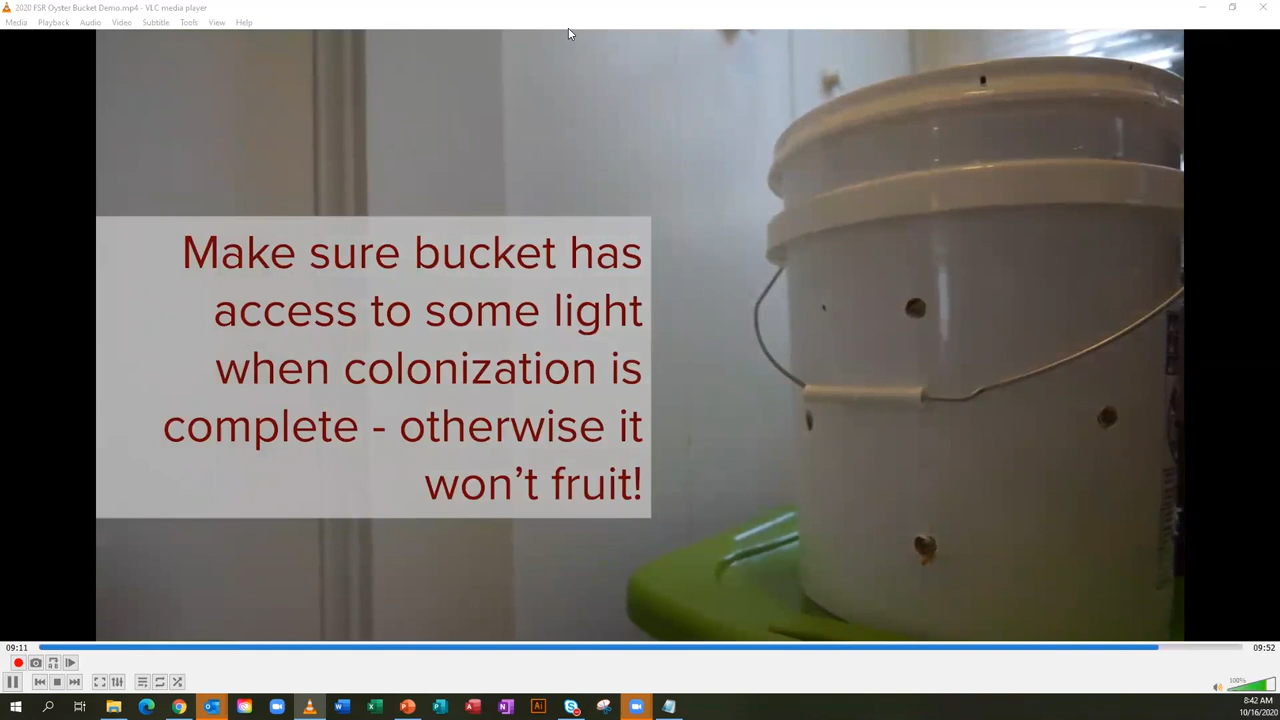 2020 FSR Oyster Bucket Demo.mp4 - VLC media player
Media Playback Audio Video Subtitle Tools View Help
Make sure bucket has
access to some light
when colonization is
complete - otherwise it
won't fruit!
09:11
09:52
100%
8:42 AM
10/16/2020